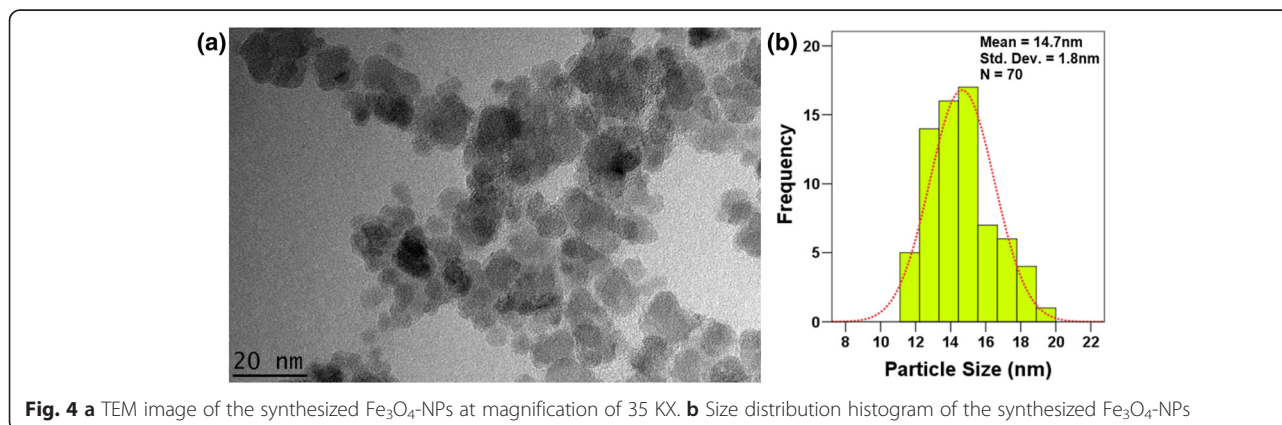 (a)
20 nm
(b)
Mean = 14.7nm
Std. Dev. = 1.8nm
N = 70
20
15
10
5
0
Frequency
8 10 12 14 16 18 20 22
Particle Size (nm)
Fig. 4 a TEM image of the synthesized Fe₃O₄-NPs at magnification of 35 KX. b Size distribution histogram of the synthesized Fe₃O₄-NPs